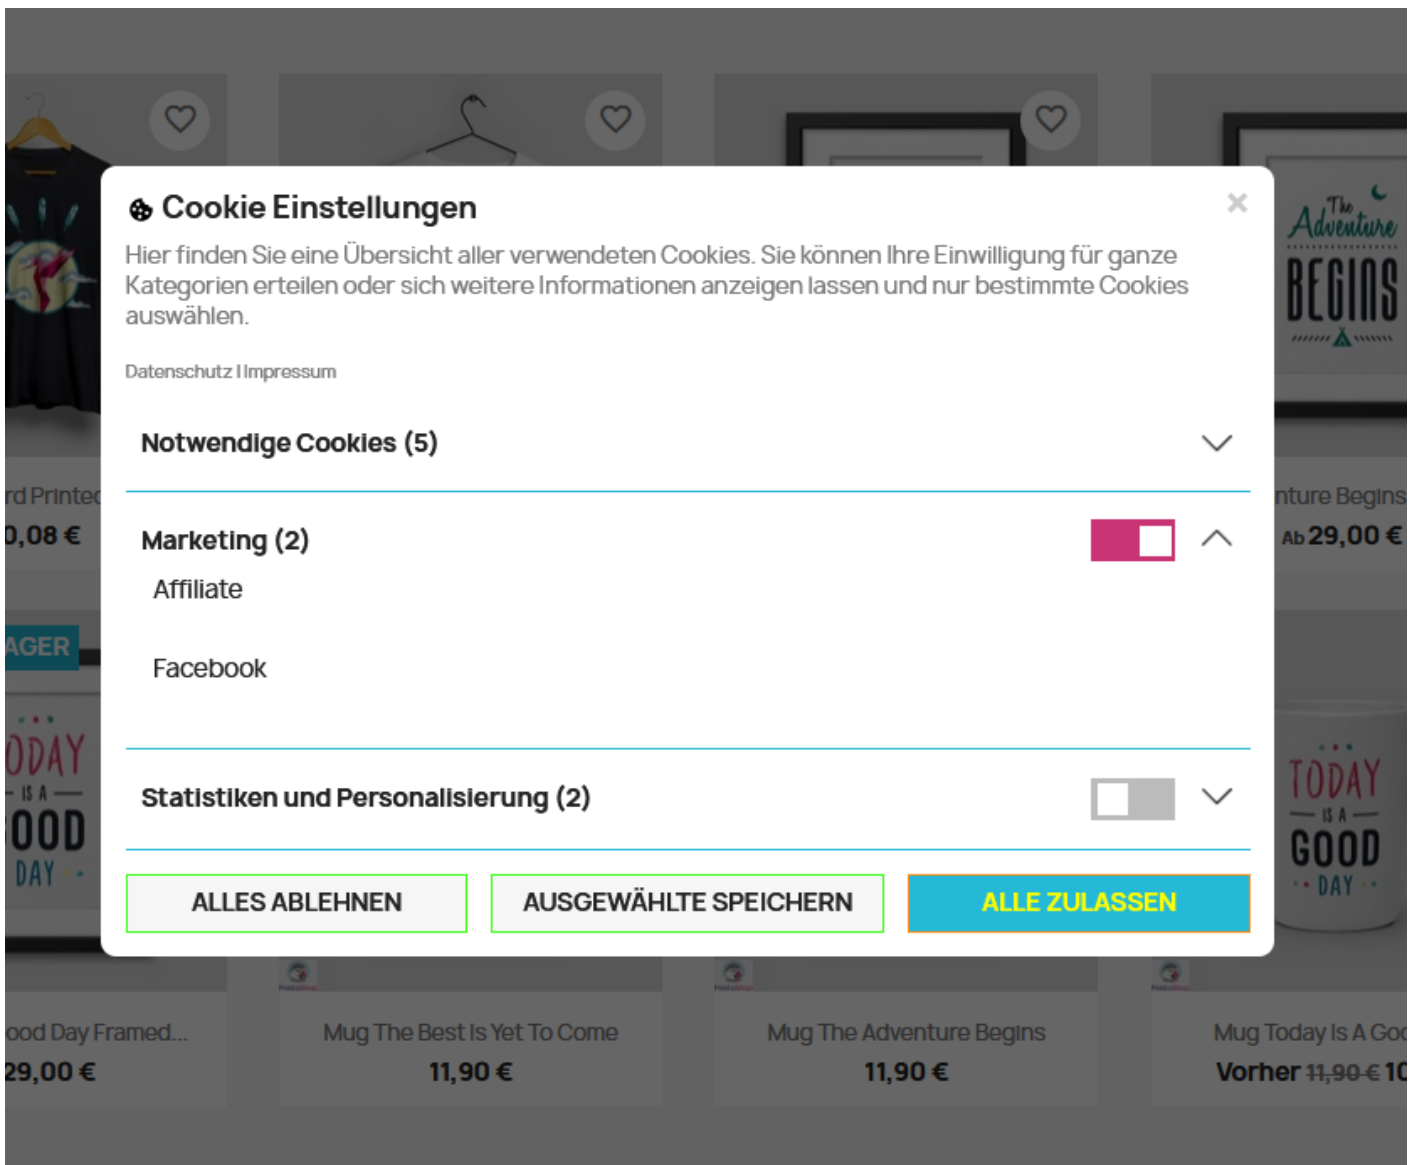 The
Adventure
BEGINS
Cookie Einstellungen
×
Hier finden Sie eine Übersicht aller verwendeten Cookies. Sie können Ihre Einwilligung für ganze
Kategorien erteilen oder sich weitere Informationen anzeigen lassen und nur bestimmte Cookies
auswählen.
Datenschutz | Impressum
Notwendige Cookies (5)
rd Printed
0,08 €
nture Begins
Ab 29,00 €
Marketing (2)
Affiliate
Facebook
AGER
ODAY
IS A
OOD
DAY
TODAY
IS A
GOOD
DAY
Statistiken und Personalisierung (2)
ALLES ABLEHNEN
AUSGEWÄHLTE SPEICHERN
ALLE ZULASSEN
ood Day Framed...
29,00 €
Mug The Best Is Yet To Come
11,90 €
Mug The Adventure Begins
11,90 €
Mug Today Is A Goo
Vorher 11,90 € 10